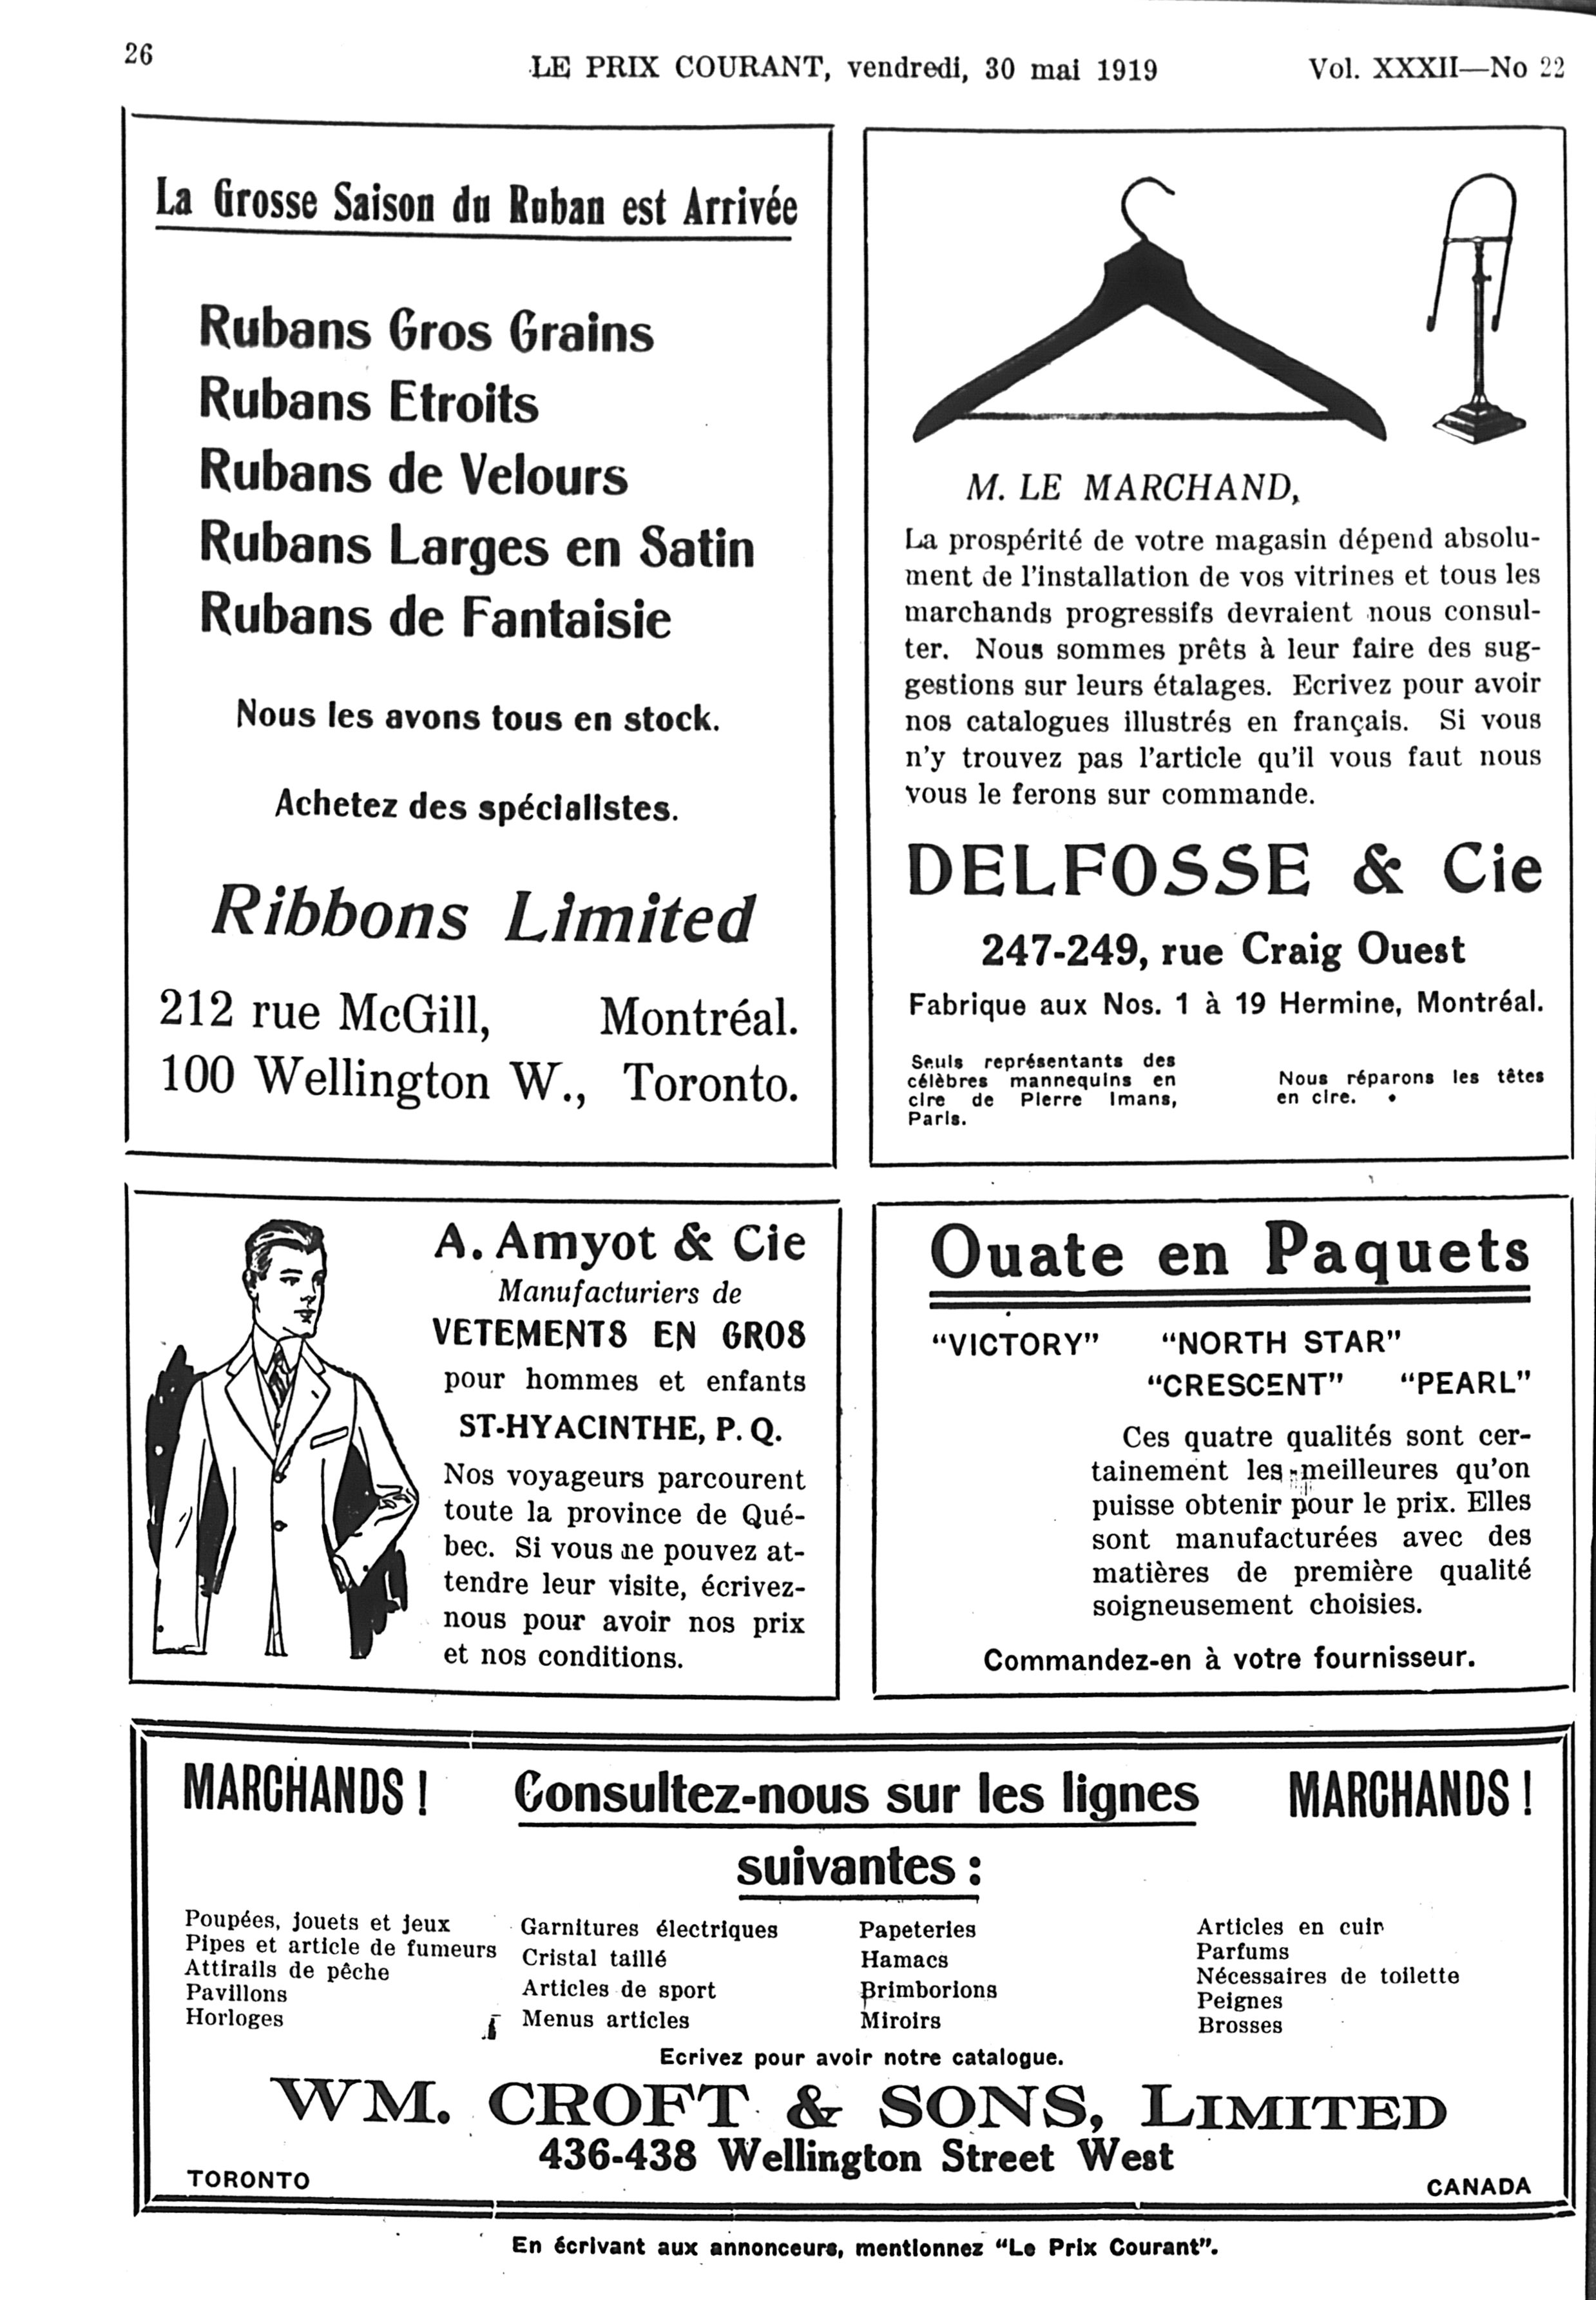 26
LE PRIX COURANT, vendredi, 30 mai 1919
Vol. XXXII—No 22
La Grosse Saison du Ruban est Arrivée
Rubans Gros Grains
Rubans Etroits
Rubans de Velours
Rubans Larges en Satin
Rubans de Fantaisie
Nous les avons tous en stock.
Achetez des spécialistes.
Ribbons Limited
212 rue McGill, Montréal.
100 Wellington W., Toronto.
M. LE MARCHAND,
La prospérité de votre magasin dépend absolu-
ment de l'installation de vos vitrines et tous les
marchands progressifs devraient nous consul-
ter. Nous sommes prêts à leur faire des sug-
gestions sur leurs étalages. Ecrivez pour avoir
nos catalogues illustrés en français. Si vous
n'y trouvez pas l'article qu'il vous faut nous
vous le ferons sur commande.
DELFOSSE & Cie
247-249, rue Craig Ouest
Fabrique aux Nos. 1 à 19 Hermine, Montréal.
Seuls représentants des
célèbres mannequins en
cire de Pierre Imans,
Paris.
Nous réparons les têtes
en cire.
A. Amyot & Cie
Manufacturiers de
VETEMENTS EN GROS
pour hommes et enfants
ST-HYACINTHE, P. Q.
Nos voyageurs parcourent
toute la province de Qué-
bec. Si vous ne pouvez at-
tendre leur visite, écrivez-
nous pour avoir nos prix
et nos conditions.
Ouate en Paquets
"VICTORY" "NORTH STAR"
"CRESCENT" "PEARL"
Ces quatre qualités sont cer-
tainement les meilleures qu'on
puisse obtenir pour le prix. Elles
sont manufacturées avec des
matières de première qualité
soigneusement choisies.
Commandez-en à votre fournisseur.
MARCHANDS !
Consultez-nous sur les lignes
suivantes :
MARCHANDS !
Poupées, jouets et jeux
Pipes et article de fumeurs
Attirails de pêche
Pavillons
Horloges
Garnitures électriques
Cristal taillé
Articles de sport
Menus articles
Papeteries
Hamacs
Brimborions
Miroirs
Articles en cuir
Parfums
Nécessaires de toilette
Peignes
Brosses
Ecrivez pour avoir notre catalogue.
WM. CROFT & SONS, LIMITED
436-438 Wellington Street West
TORONTO
CANADA
En écrivant aux annonceurs, mentionnez "Le Prix Courant".